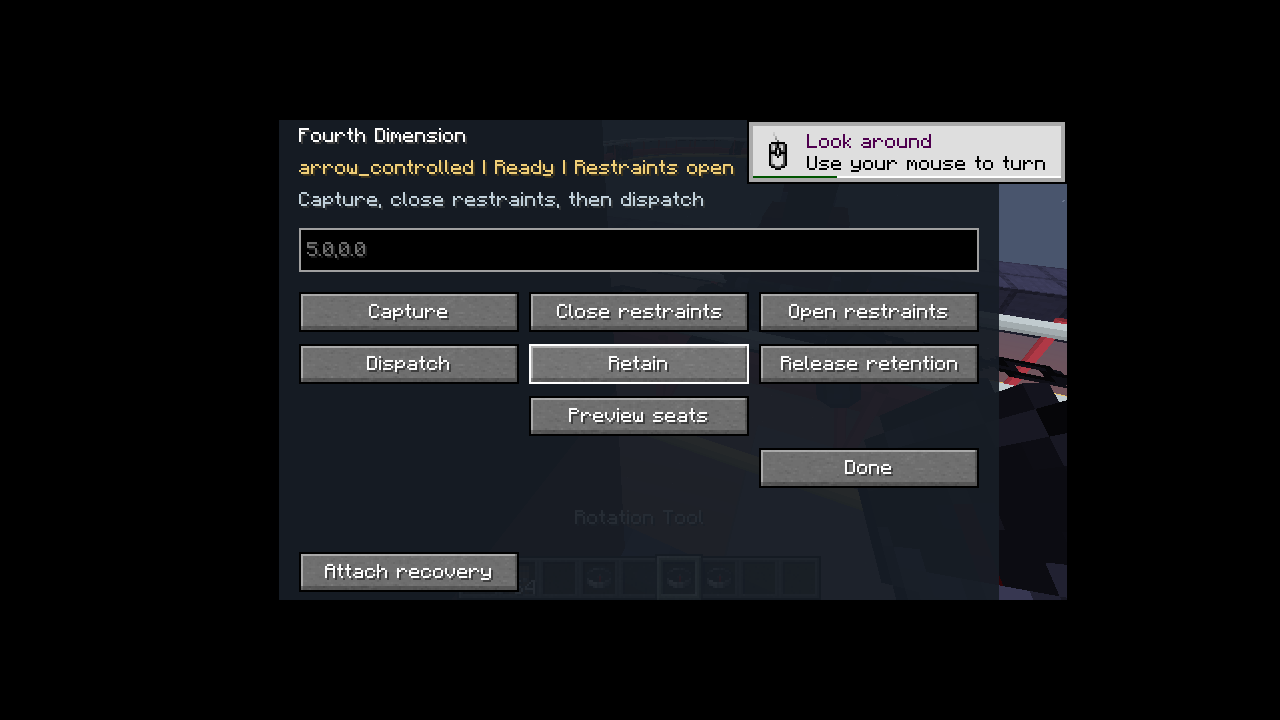 Fourth Dimension
Look around
Use your mouse to turn
arrow_controlled | Ready | Restraints open
Capture, close restraints, then dispatch
5.0,0.0
Capture
Close restraints
Open restraints
Dispatch
Retain
Release retention
Preview seats
Done
Rotation Tool
Attach recovery
64